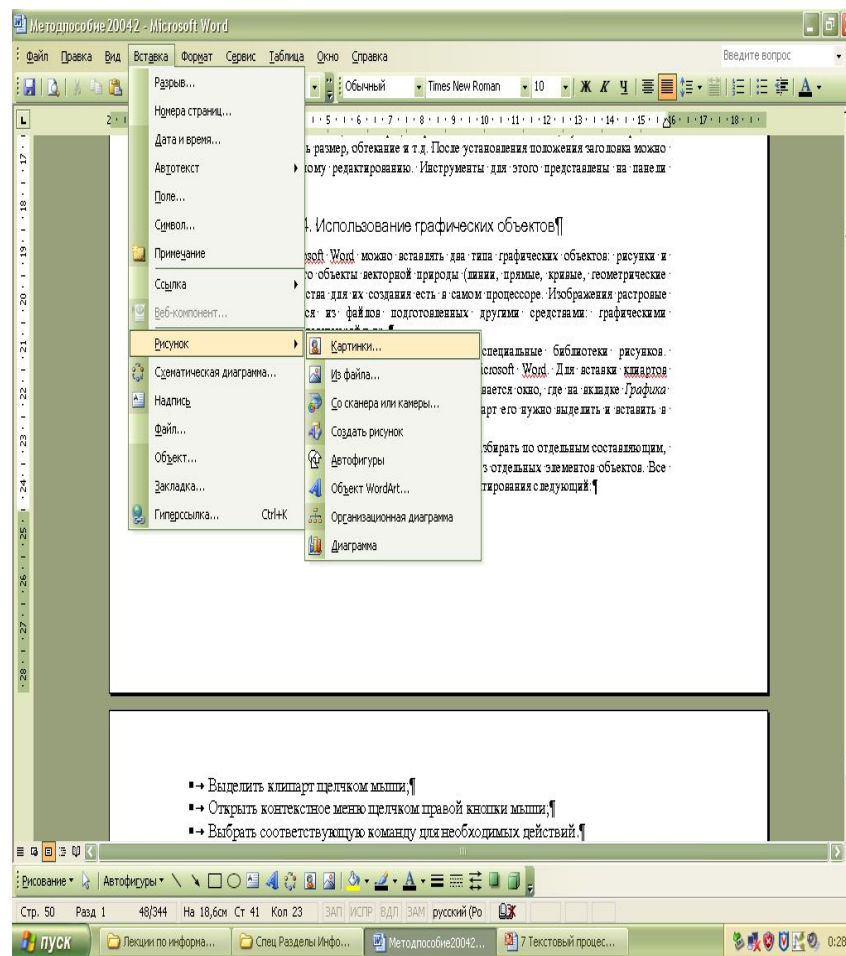 Методпособие20042 - Microsoft Word
Файл Правка Вид Вставка Формат Сервис Таблица Окно Справка Введите вопрос
Обычный Times New Roman 10 Ж К Ч
Разрыв...
Номера страниц...
Дата и время...
Автотекст
Поле...
Символ...
Примечание
Ссылка
Веб-компонент...
Рисунок
Схематическая диаграмма...
Надпись
Файл...
Объект...
Закладка...
Гиперссылка... Ctrl+K
Картинки...
Из файла...
Со сканера или камеры...
Создать рисунок
Автофигуры
Объект WordArt...
Организационная диаграмма
Диаграмма
ь размер, обтекание и т.д. После установления положения заголовка можно
ому редактированию. Инструменты для этого представлены на панели
4. Использование графических объектов¶
osoft Word можно вставлять два типа графических объектов: рисунки и
то объекты векторной природы (линии, прямые, кривые, геометрические
ства для их создания есть в самом процессоре. Изображения растровые
ся из файлов подготовленных другими средствами: графическими
специальные библиотеки рисунков.
icrosoft Word. Для вставки клипартов
вается окно, где на вкладке Графика
арт его нужно выделить и вставить в
збирать по отдельным составляющим,
з отдельных элементов объектов. Все
тирования следующий:¶
Выделить клипарт щелчком мыши;¶
Открыть контекстное меню щелчком правой кнопки мыши;¶
Выбрать соответствующую команду для необходимых действий.¶
Рисование Автофигуры
Стр. 50 Разд 1 48/344 На 18,6см Ст 41 Кол 23 ЗАП ИСПР ВДЛ ЗАМ русский (Ро
пуск Лекции по информа... Спец Разделы Инфо... Методпособие20042... 7 Текстовый процес... 0:28